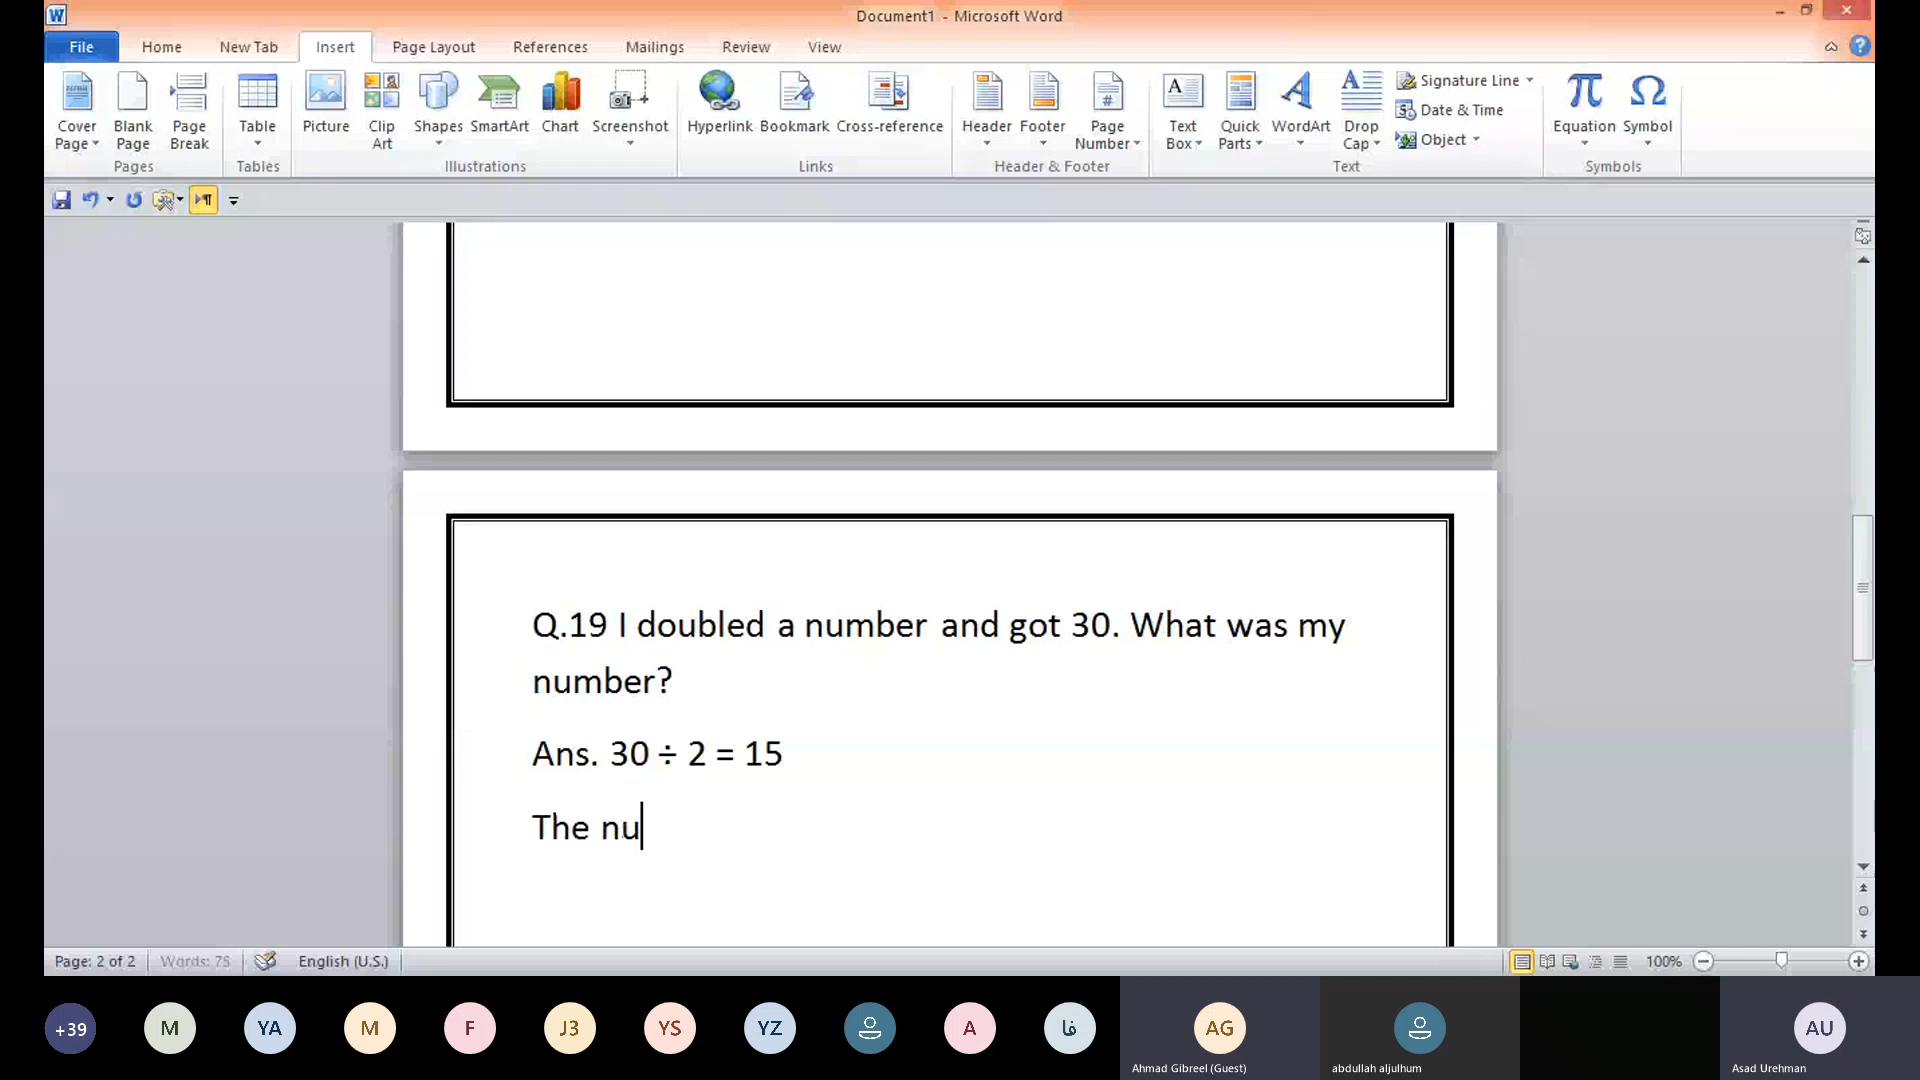 Document1 - Microsoft Word
File Home New Tab Insert Page Layout References Mailings Review View
Cover Page
Blank Page
Page Break
Table
Picture
Clip Art
Shapes
SmartArt
Chart
Screenshot
Hyperlink
Bookmark
Cross-reference
Header
Footer
Page Number
Text Box
Quick Parts
WordArt
Drop Cap
Signature Line
Date & Time
Object
Equation
Symbol
Pages Tables Illustrations Links Header & Footer Text Symbols
Q.19 I doubled a number and got 30. What was my
number?
Ans. 30 ÷ 2 = 15
The nu
Page: 2 of 2 Words: 75 English (U.S.) 100%
+39 M YA M F J3 YS YZ A فا AG AU
Ahmad Gibreel (Guest) abdullah aljulhum Asad Urehman